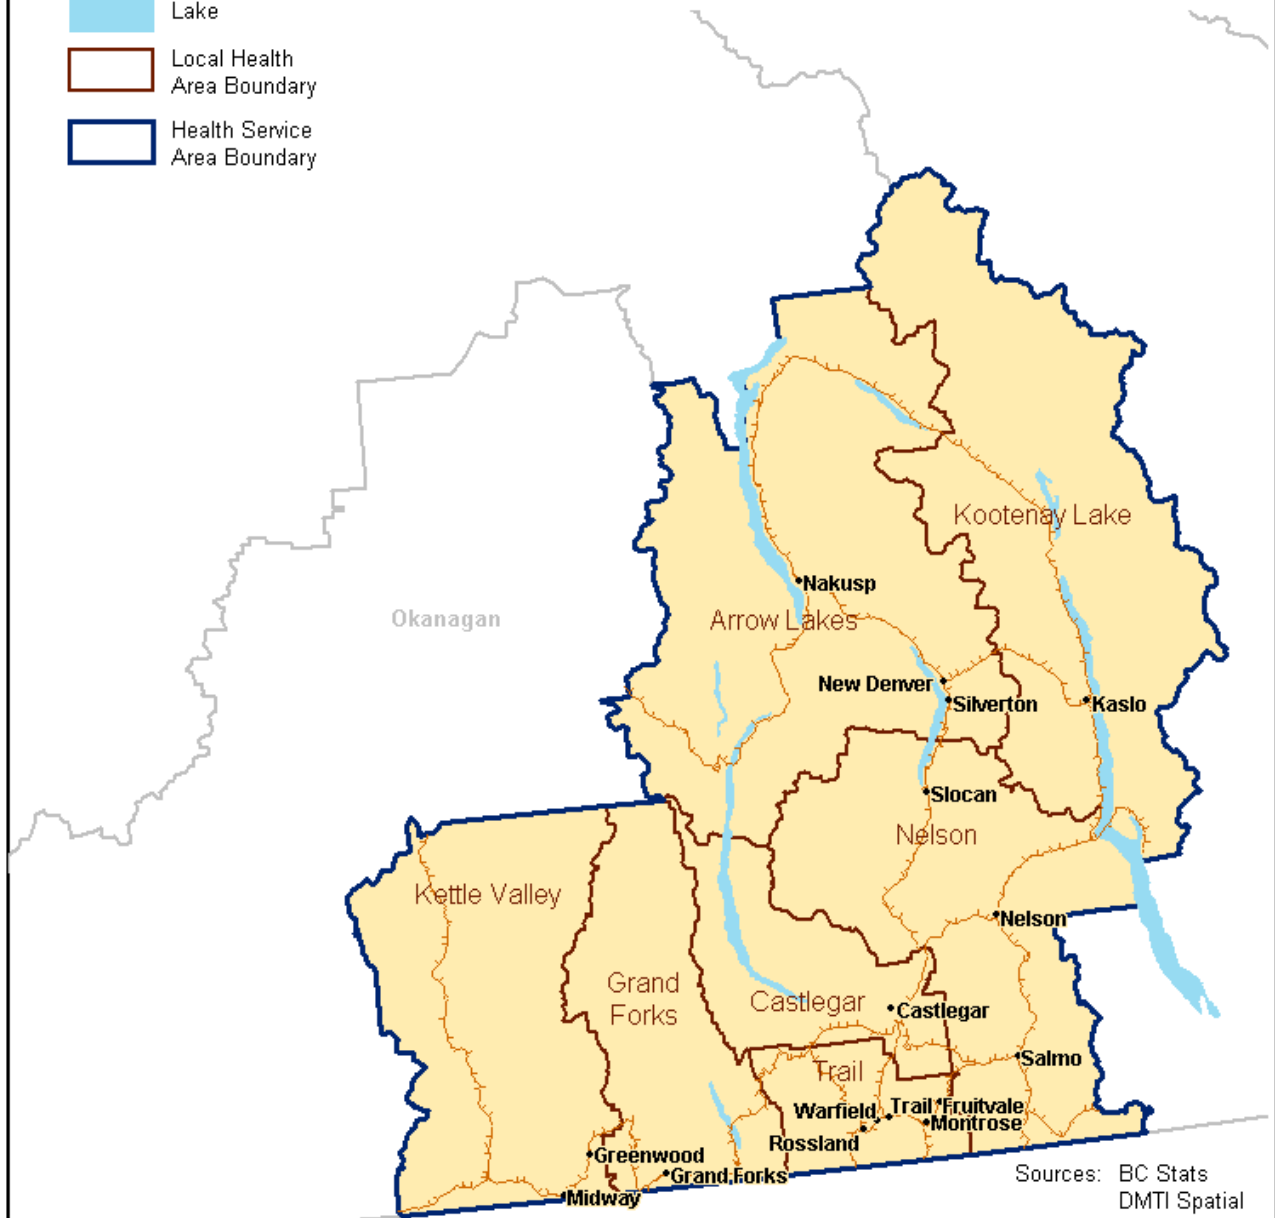 Lake
Local Health
Area Boundary
Health Service
Area Boundary
Kootenay Lake
Nakusp
Okanagan
Arrow Lakes
New Denver
Silverton
Kaslo
Slocan
Nelson
Kettle Valley
Nelson
Grand
Forks
Castlegar
Castlegar
Salmo
Trail
Warfield
Trail
Fruitvale
Montrose
Rossland
Greenwood
Grand Forks
Midway
Sources: BC Stats
DMTI Spatial